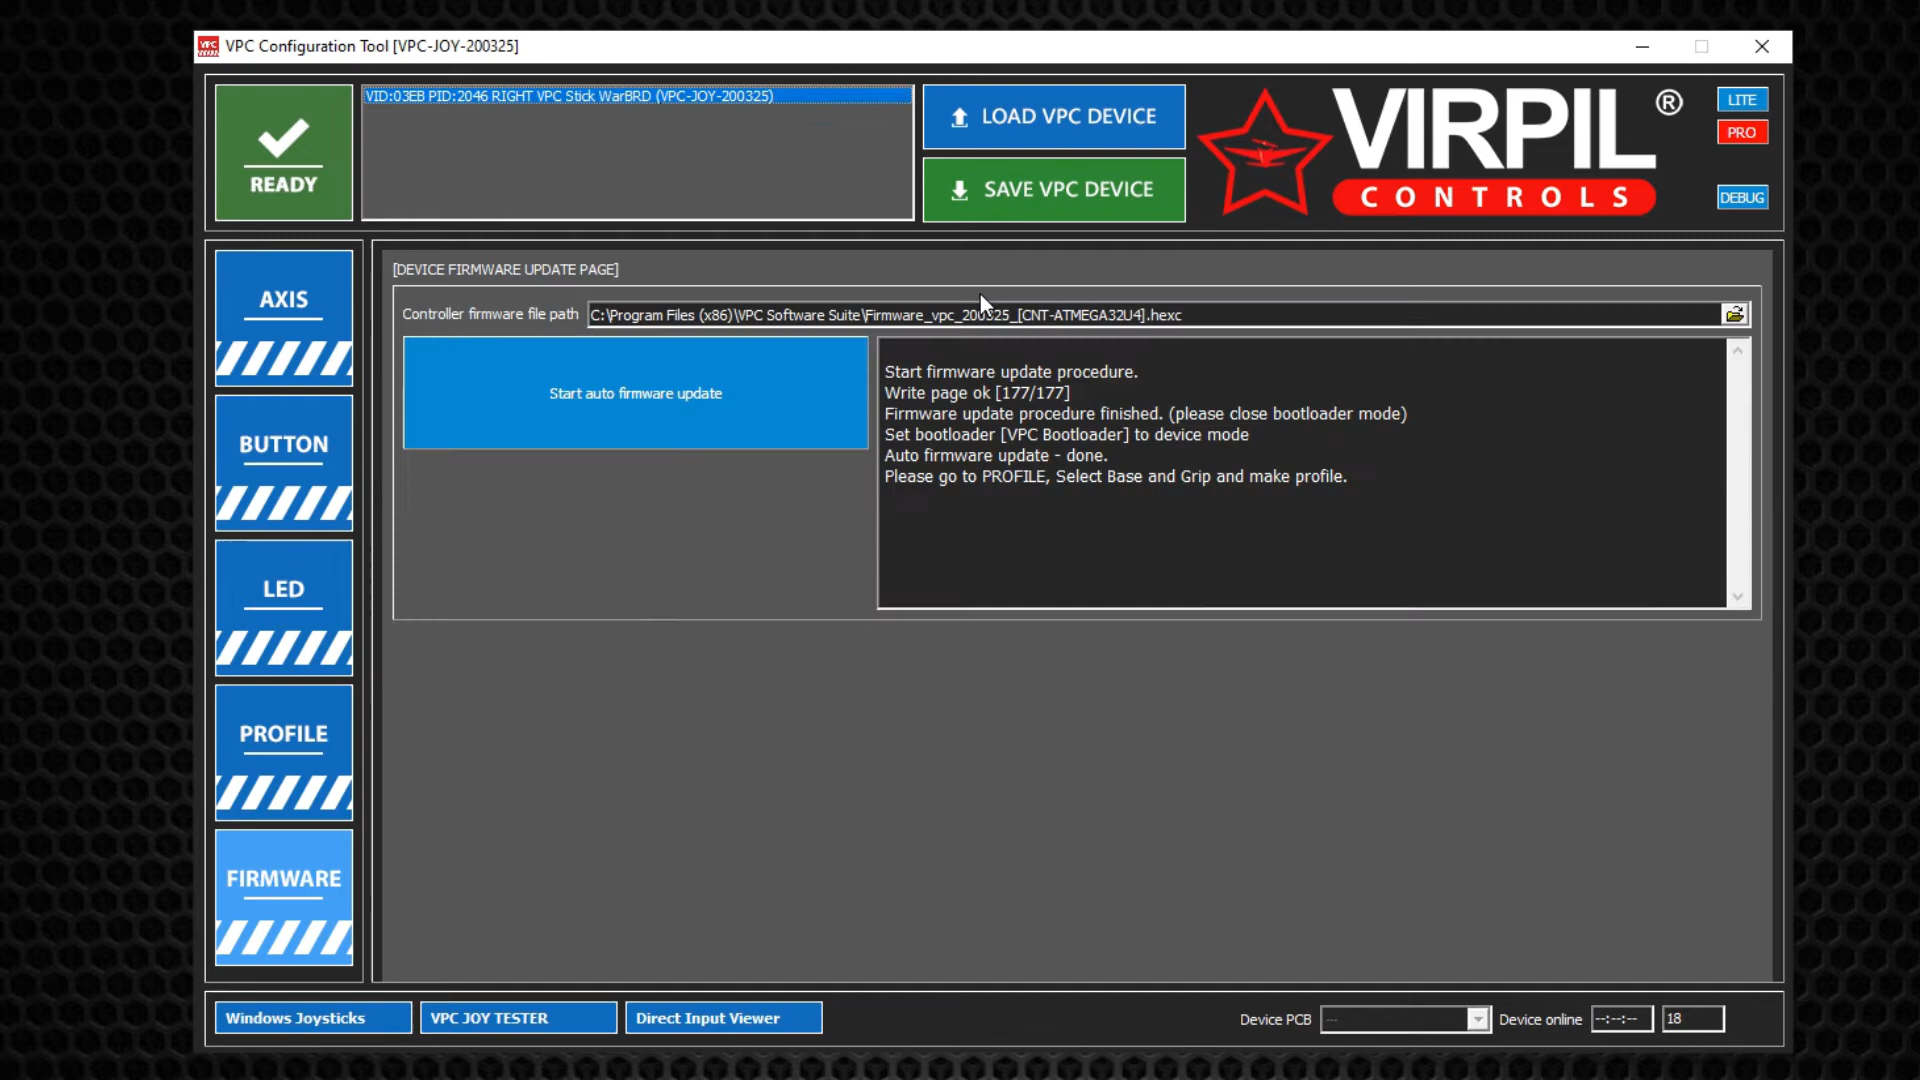 VPC Configuration Tool [VPC-JOY-200325]
READY
VID:03EB PID:2046 RIGHT VPC Stick WarBRD (VPC-JOY-200325)
LOAD VPC DEVICE
SAVE VPC DEVICE
VIRPIL ®
CONTROLS
LITE
PRO
DEBUG
AXIS
BUTTON
LED
PROFILE
FIRMWARE
[DEVICE FIRMWARE UPDATE PAGE]
Controller firmware file path C:\Program Files (x86)\VPC Software Suite\Firmware_vpc_200325_[CNT-ATMEGA32U4].hexc
Start auto firmware update
Start firmware update procedure.
Write page ok [177/177]
Firmware update procedure finished. (please close bootloader mode)
Set bootloader [VPC Bootloader] to device mode
Auto firmware update - done.
Please go to PROFILE, Select Base and Grip and make profile.
Windows Joysticks
VPC JOY TESTER
Direct Input Viewer
Device PCB --- Device online --:--:-- 18